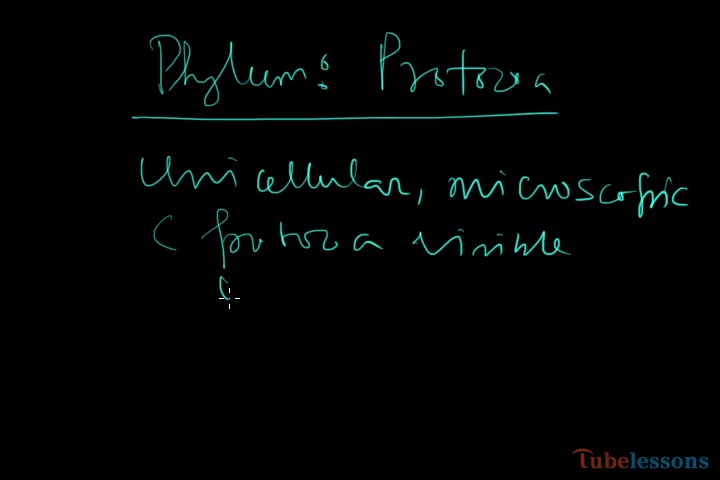 Phylum: Protozoa
Unicellular, microscopic
( protozoa visible
Tubelessons